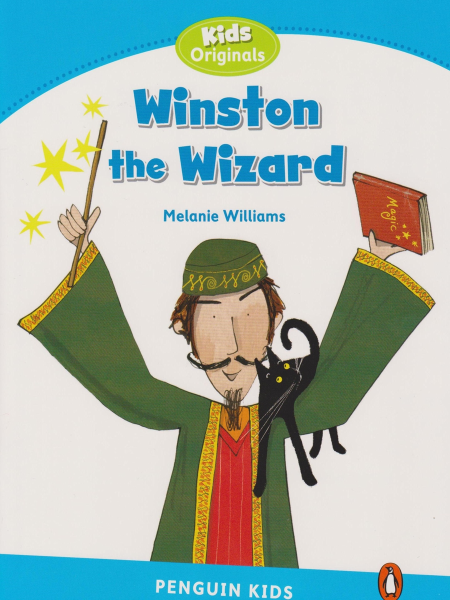 Kids
Originals
Winston
the Wizard
Melanie Williams
Magic
PENGUIN KIDS